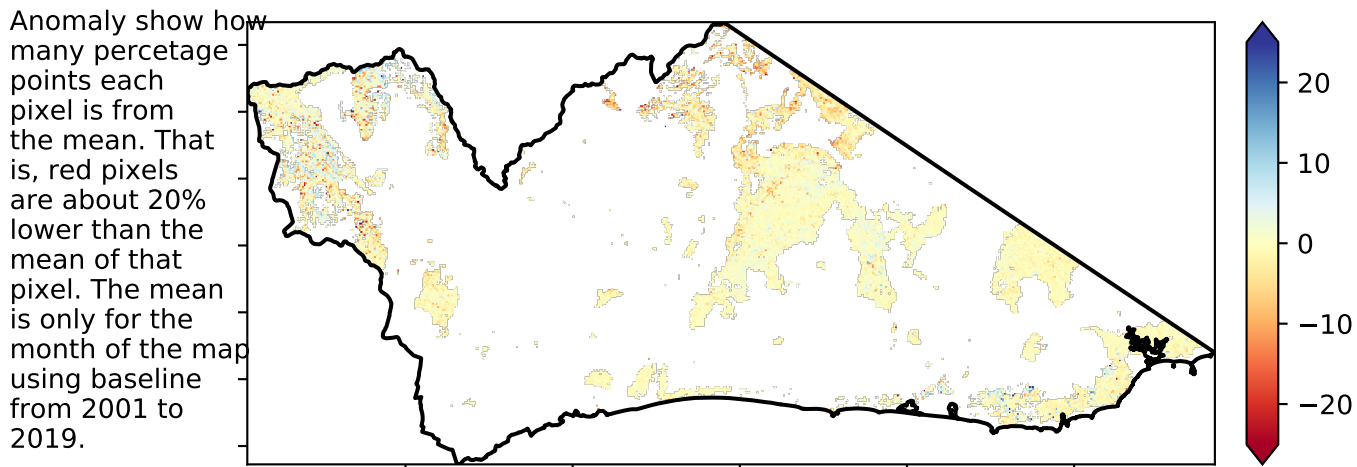 Anomaly show how
many percetage
points each
pixel is from
the mean. That
is, red pixels
are about 20%
lower than the
mean of that
pixel. The mean
is only for the
month of the map
using baseline
from 2001 to
2019.
20
10
0
−10
−20